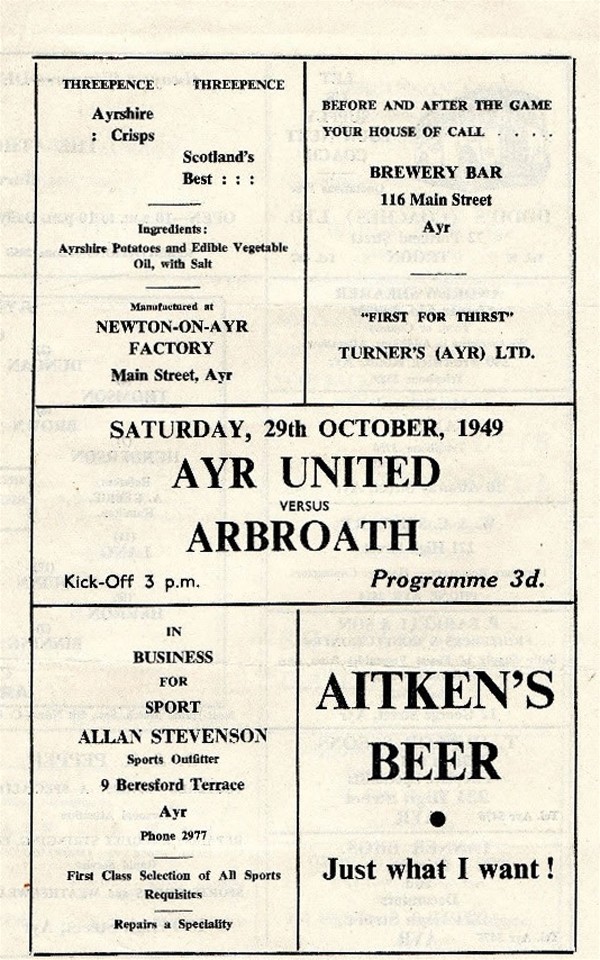 THREEPENCE THREEPENCE
Ayrshire
: Crisps
Scotland's
Best : : :
Ingredients:
Ayrshire Potatoes and Edible Vegetable
Oil, with Salt
Manufactured at
NEWTON-ON-AYR
FACTORY
Main Street, Ayr
BEFORE AND AFTER THE GAME
YOUR HOUSE OF CALL . . . .
BREWERY BAR
116 Main Street
Ayr
"FIRST FOR THIRST"
TURNER'S (AYR) LTD.
SATURDAY, 29th OCTOBER, 1949
AYR UNITED
VERSUS
ARBROATH
Kick-Off 3 p.m. Programme 3d.
IN
BUSINESS
FOR
SPORT
ALLAN STEVENSON
Sports Outfitter
9 Beresford Terrace
Ayr
Phone 2977
First Class Selection of All Sports
Requisites
Repairs a Speciality
AITKEN'S
BEER
Just what I want !